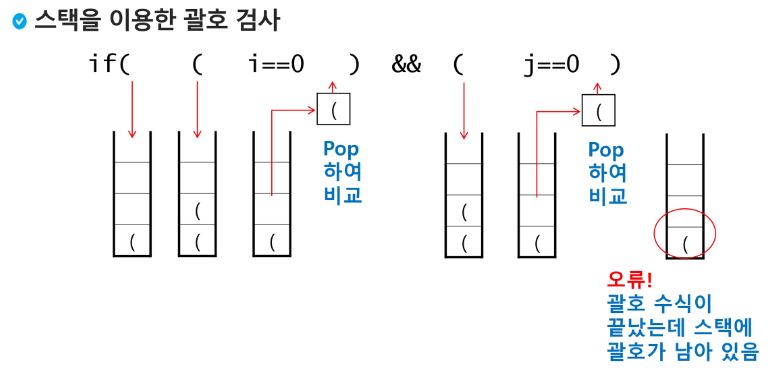 스택을 이용한 괄호 검사
if( ( i==0 ) && ( j==0 )
( (
Pop
하여
비교
Pop
하여
비교
( (
( ( ( ( ( (
오류!
괄호 수식이
끝났는데 스택에
괄호가 남아 있음